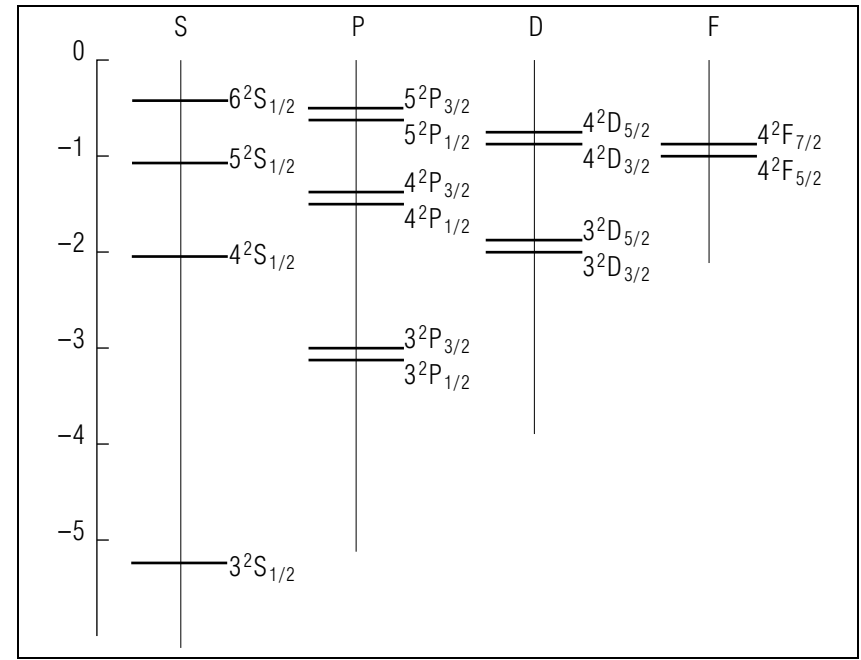 S P D F
0
6²S₁/₂ 5²P₃/₂
5²P₁/₂ 4²D₅/₂
–1 4²F₇/₂
5²S₁/₂ 4²D₃/₂
4²P₃/₂ 4²F₅/₂
4²P₁/₂
3²D₅/₂
–2
4²S₁/₂ 3²D₃/₂
–3 3²P₃/₂
3²P₁/₂
–4
–5
3²S₁/₂